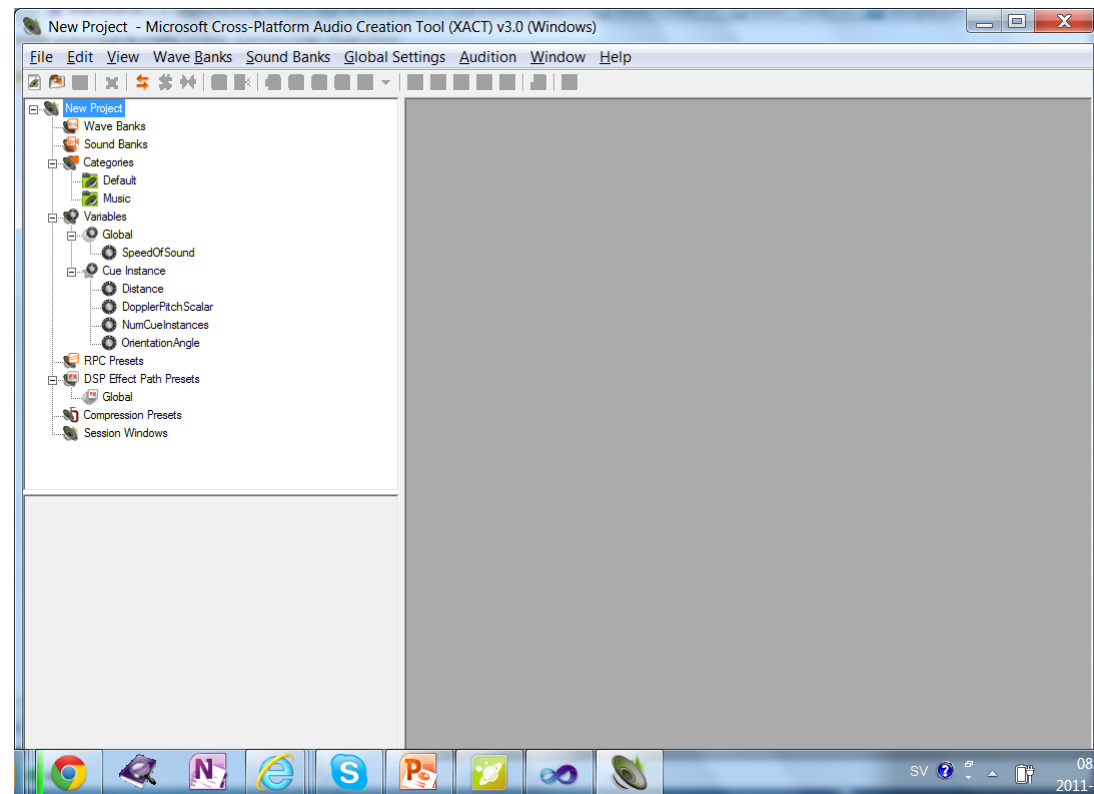 New Project - Microsoft Cross-Platform Audio Creation Tool (XACT) v3.0 (Windows)
File Edit View Wave Banks Sound Banks Global Settings Audition Window Help
New Project
Wave Banks
Sound Banks
Categories
Default
Music
Variables
Global
SpeedOfSound
Cue Instance
Distance
DopplerPitchScalar
NumCueInstances
OrientationAngle
RPC Presets
DSP Effect Path Presets
Global
Compression Presets
Session Windows
SV
08
2011-